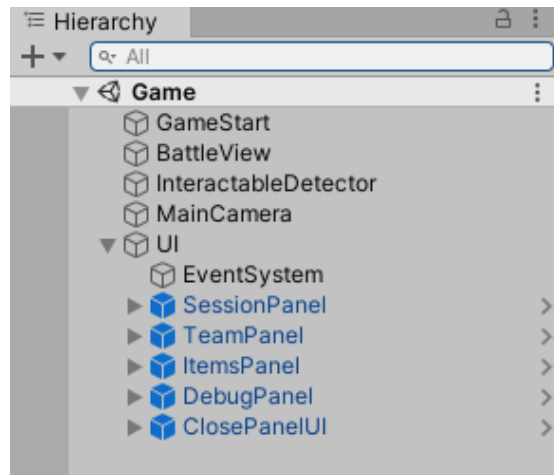 Hierarchy
All
Game
GameStart
BattleView
InteractableDetector
MainCamera
UI
EventSystem
SessionPanel
TeamPanel
ItemsPanel
DebugPanel
ClosePanelUI